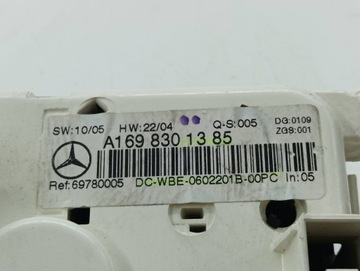 SW:10/05 HW:22/04 Q-S:005 DG:0109
ZGS:001
A169 830 13 85
Ref:69780005 DC-WBE-0602201B-00PC In:05